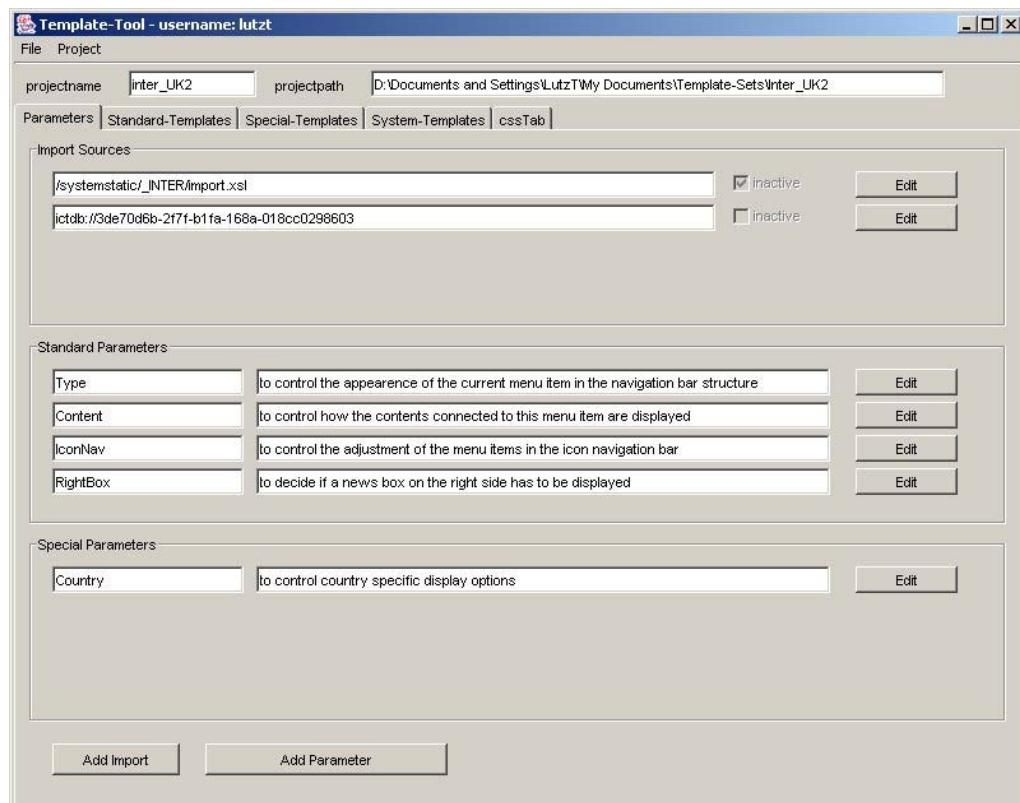 Template-Tool - username: lutzt
File Project
projectname inter_UK2 projectpath D:\Documents and Settings\LutzT\My Documents\Template-Sets\Inter_UK2
Parameters Standard-Templates Special-Templates System-Templates cssTab
Import Sources
/systemstatic/_INTER/import.xsl inactive Edit
ictdb://3de70d6b-2f7f-b1fa-168a-018cc0298603 inactive Edit
Standard Parameters
Type to control the appearence of the current menu item in the navigation bar structure Edit
Content to control how the contents connected to this menu item are displayed Edit
IconNav to control the adjustment of the menu items in the icon navigation bar Edit
RightBox to decide if a news box on the right side has to be displayed Edit
Special Parameters
Country to control country specific display options Edit
Add Import Add Parameter